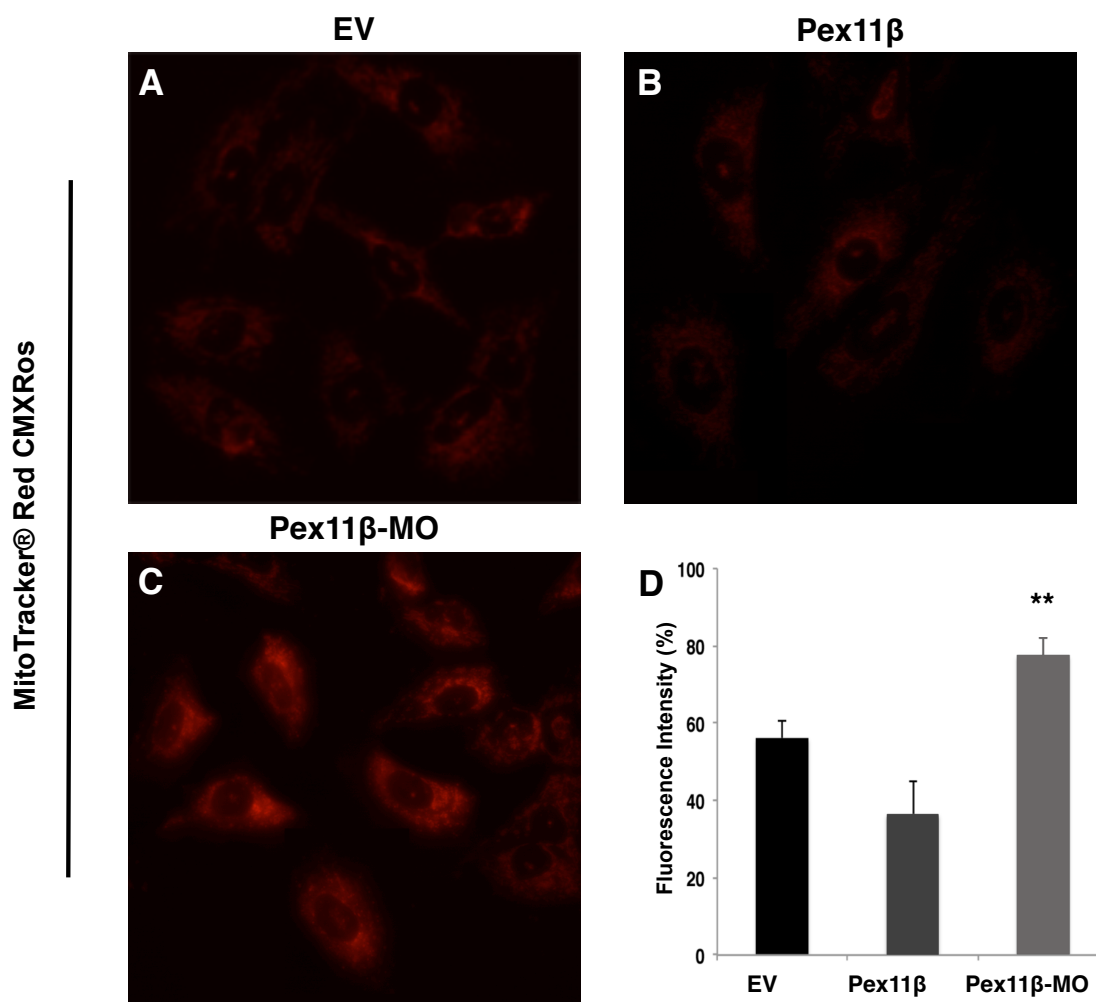 EV
Pex11β
A
B
MitoTracker® Red CMXRos
Pex11β-MO
C
D
Fluorescence Intensity (%)
100
80
60
40
20
0
**
EV
Pex11β
Pex11β-MO